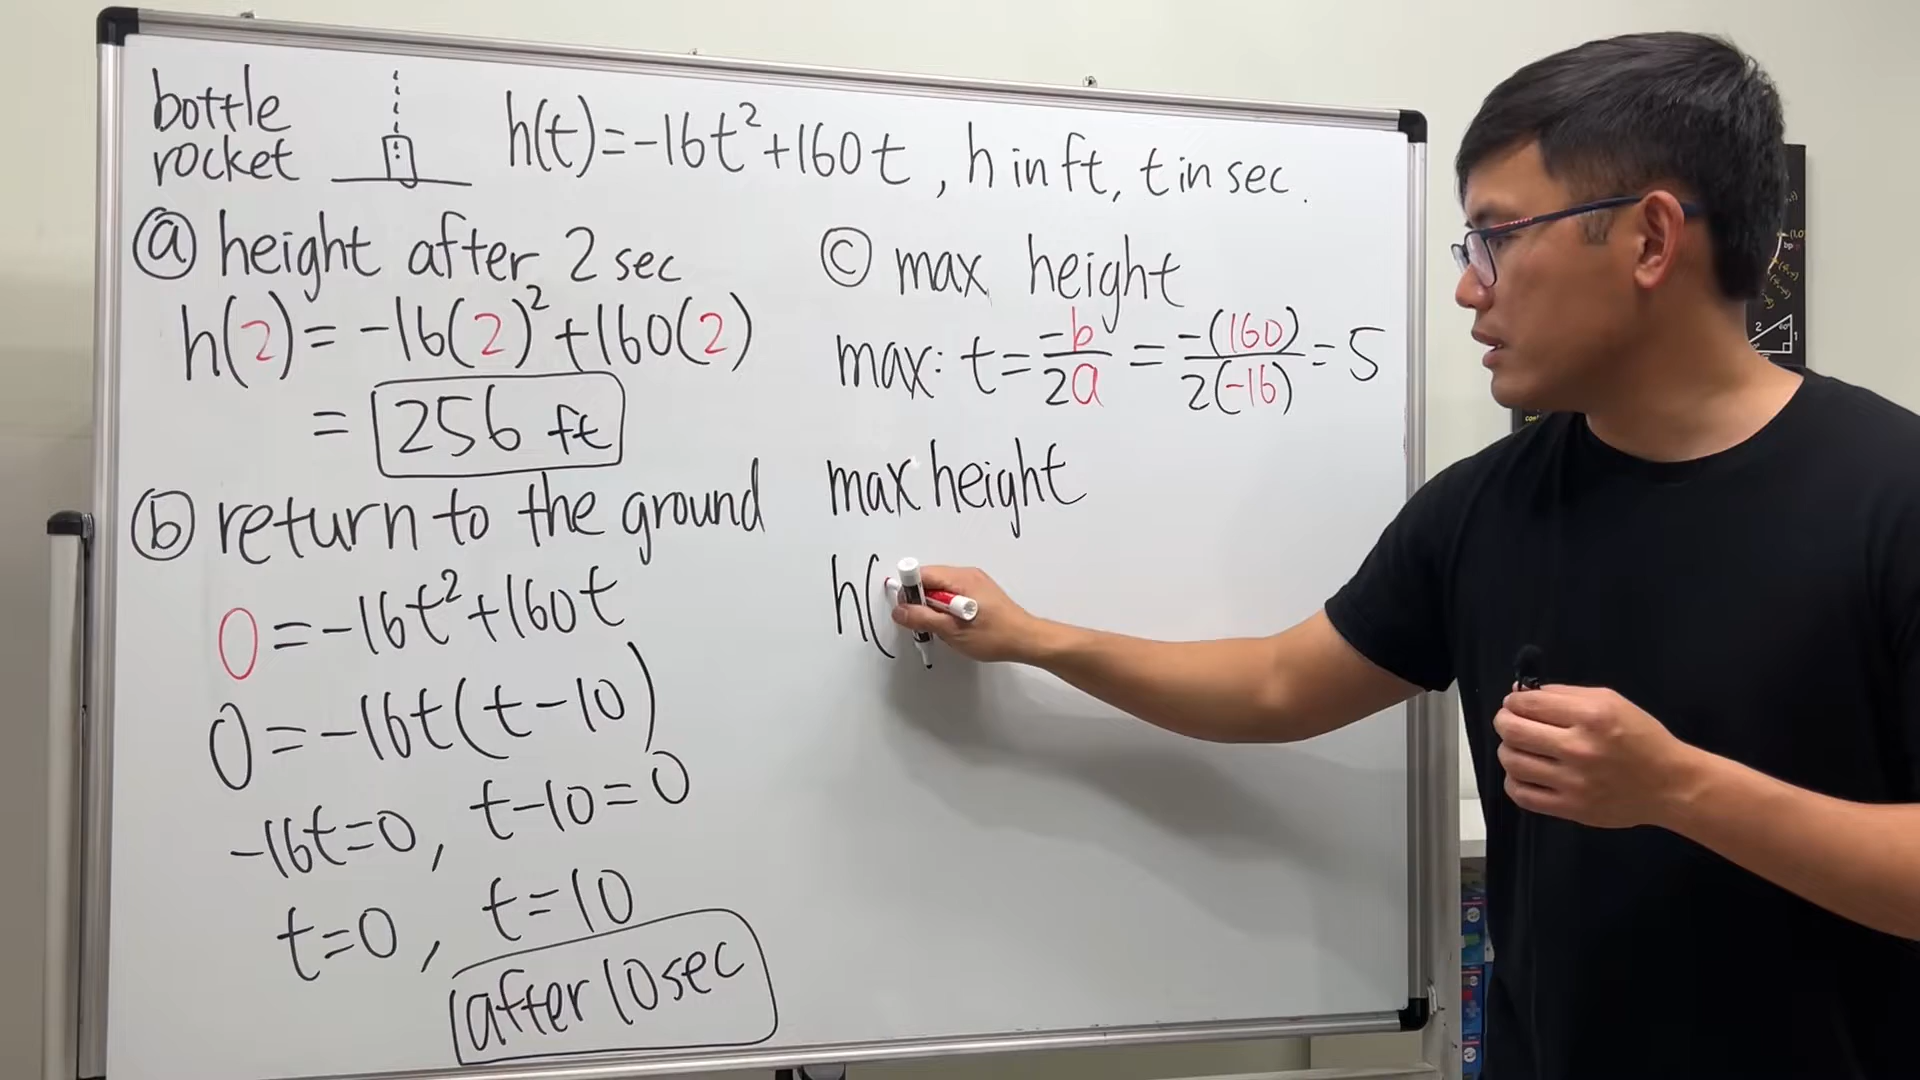 bottle
rocket
h(t)=-16t²+160t, h in ft, t in sec.
ⓐ height after 2 sec
h(2)=-16(2)²+160(2)
= 256 ft
ⓑ return to the ground
0=-16t²+160t
0=-16t(t-10)
-16t=0, t-10=0
t=0, t=10
after 10 sec
ⓒ max height
max: t=-b/2a=-(160)/2(-16)=5
max height
h(